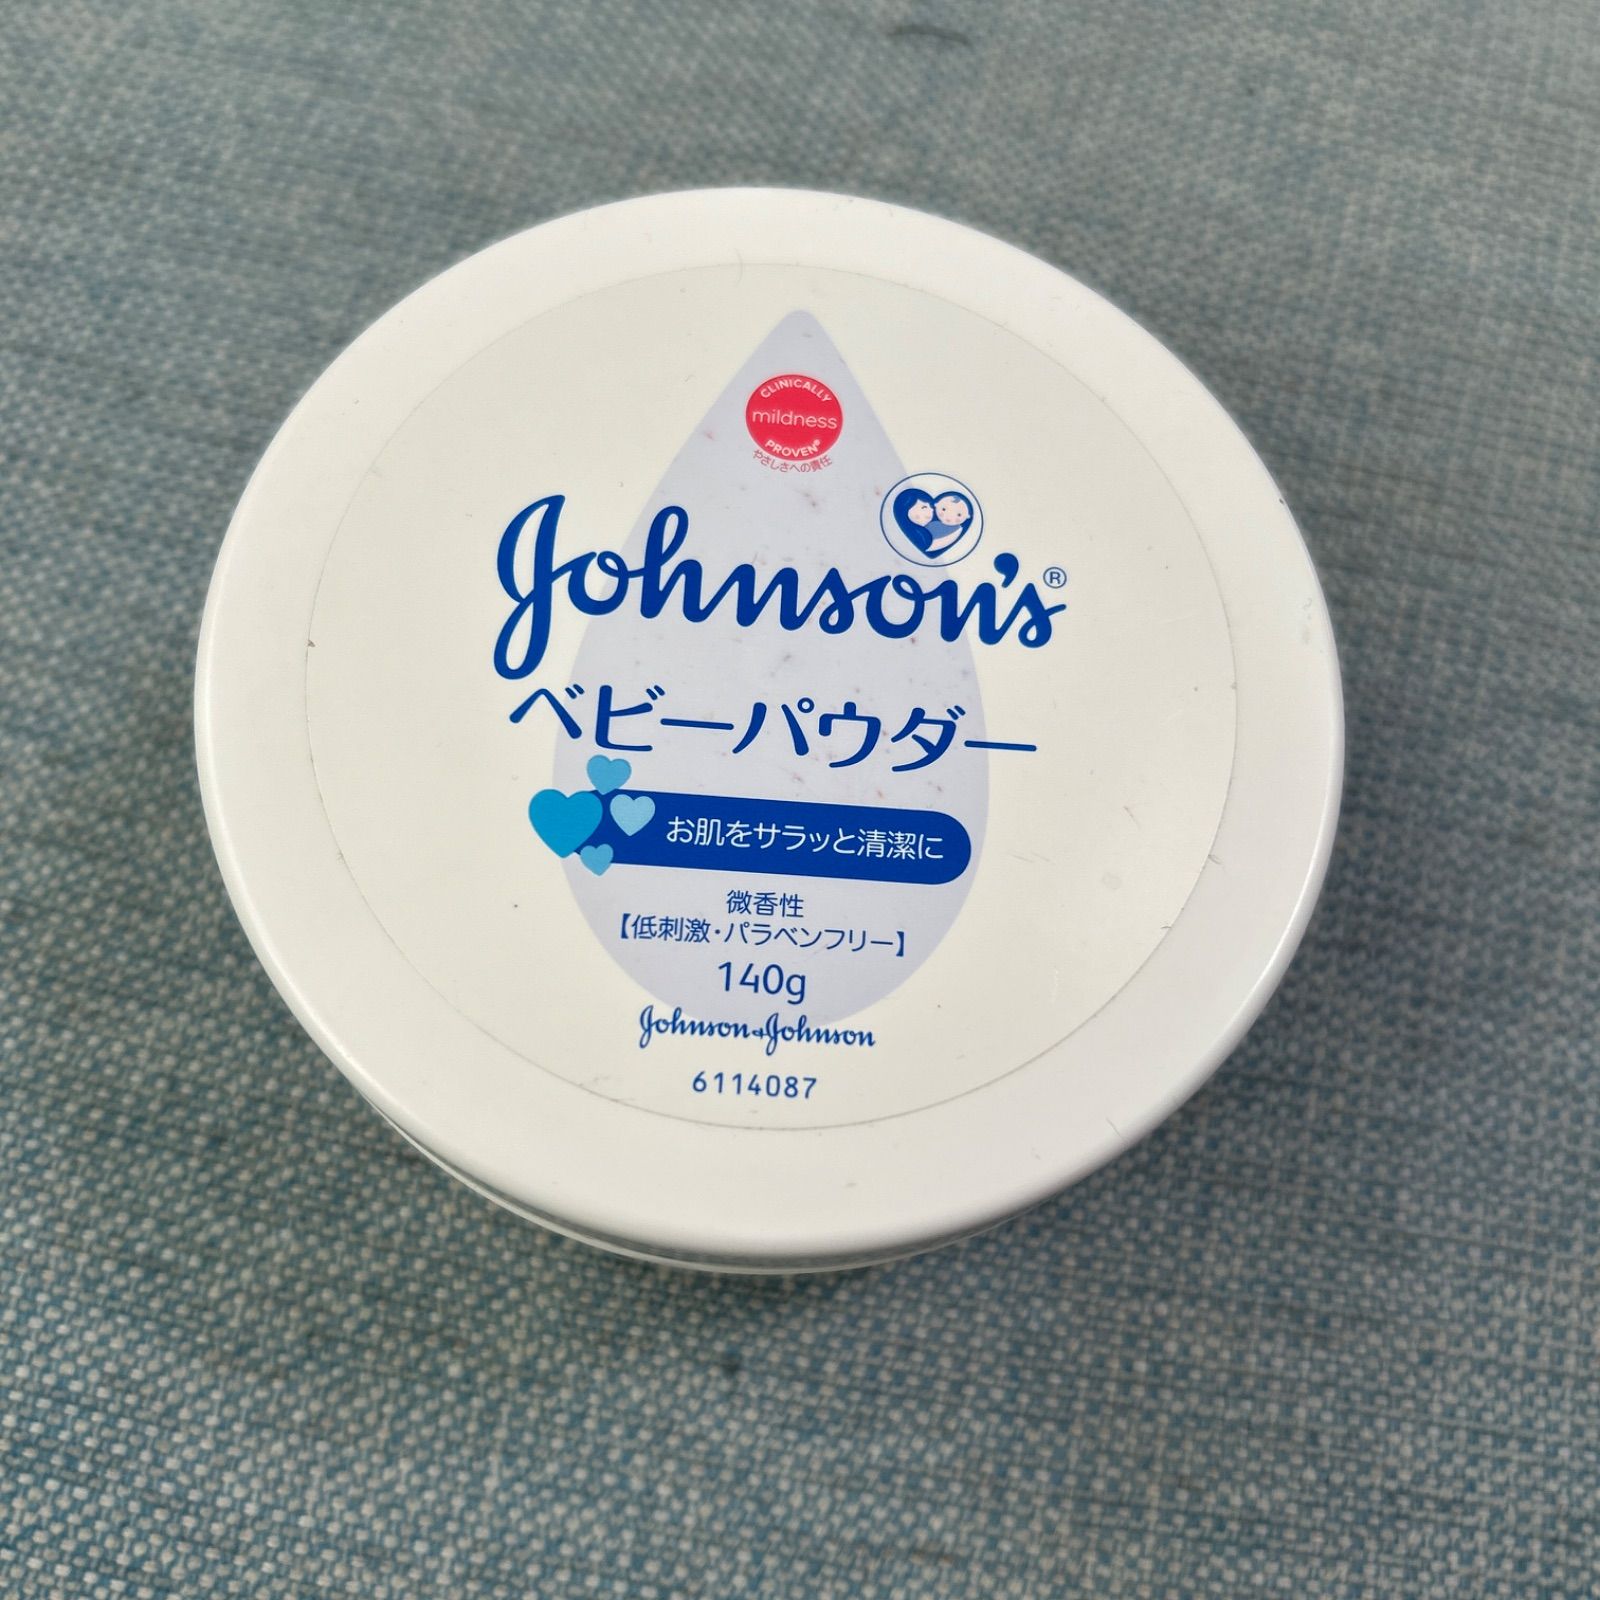 CLINICALLY
mildness
PROVEN®
やさしさへの責任
Johnson's®
ベビーパウダー
お肌をサラッと清潔に
微香性
【低刺激・パラベンフリー】
140g
Johnson & Johnson
6114087